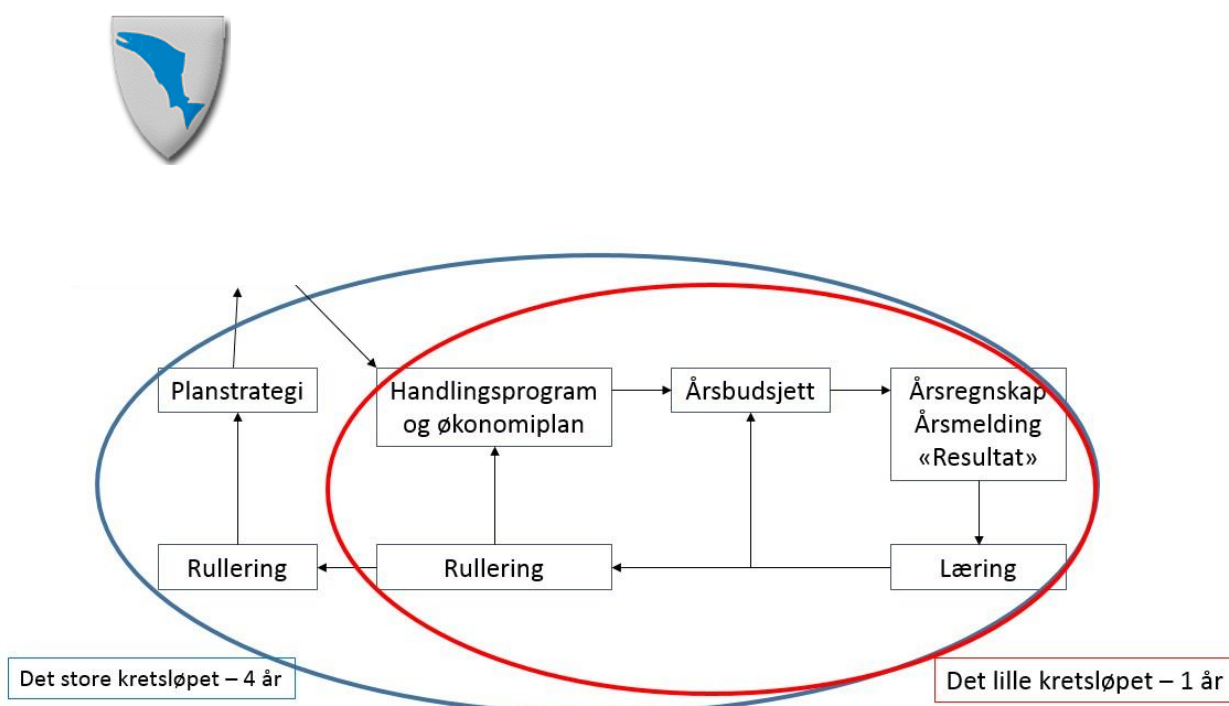 Planstrategi
Handlingsprogram
og økonomiplan
Årsbudsjett
Årsregnskap
Årsmelding
«Resultat»
Rullering
Rullering
Læring
Det store kretsløpet – 4 år
Det lille kretsløpet – 1 år